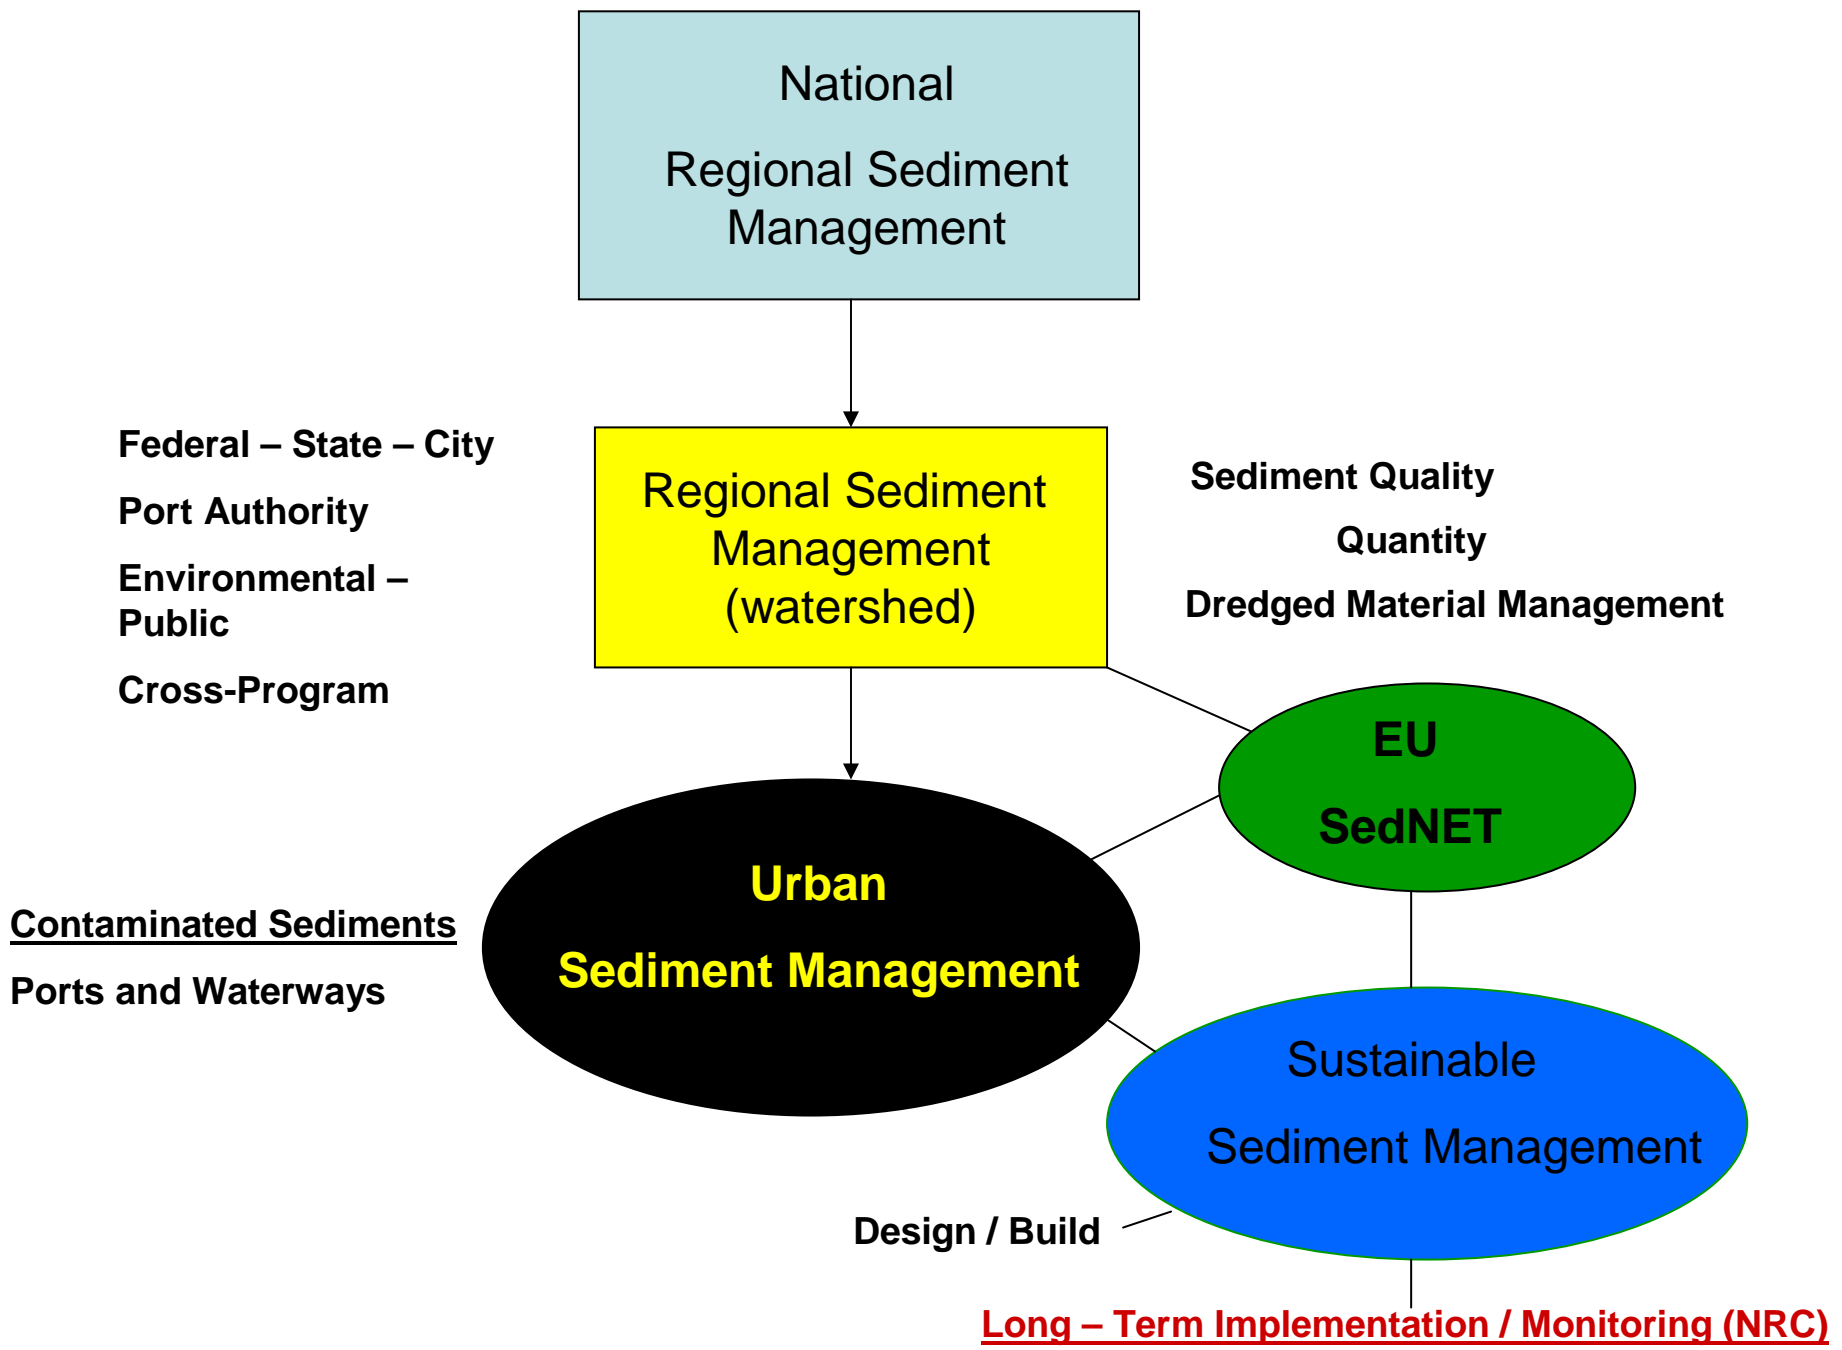 National
Regional Sediment
Management
Federal – State – City
Port Authority
Environmental –
Public
Cross-Program
Regional Sediment
Management
(watershed)
Sediment Quality
Quantity
Dredged Material Management
EU
SedNET
Urban
Sediment Management
Contaminated Sediments
Ports and Waterways
Sustainable
Sediment Management
Design / Build
Long – Term Implementation / Monitoring (NRC)